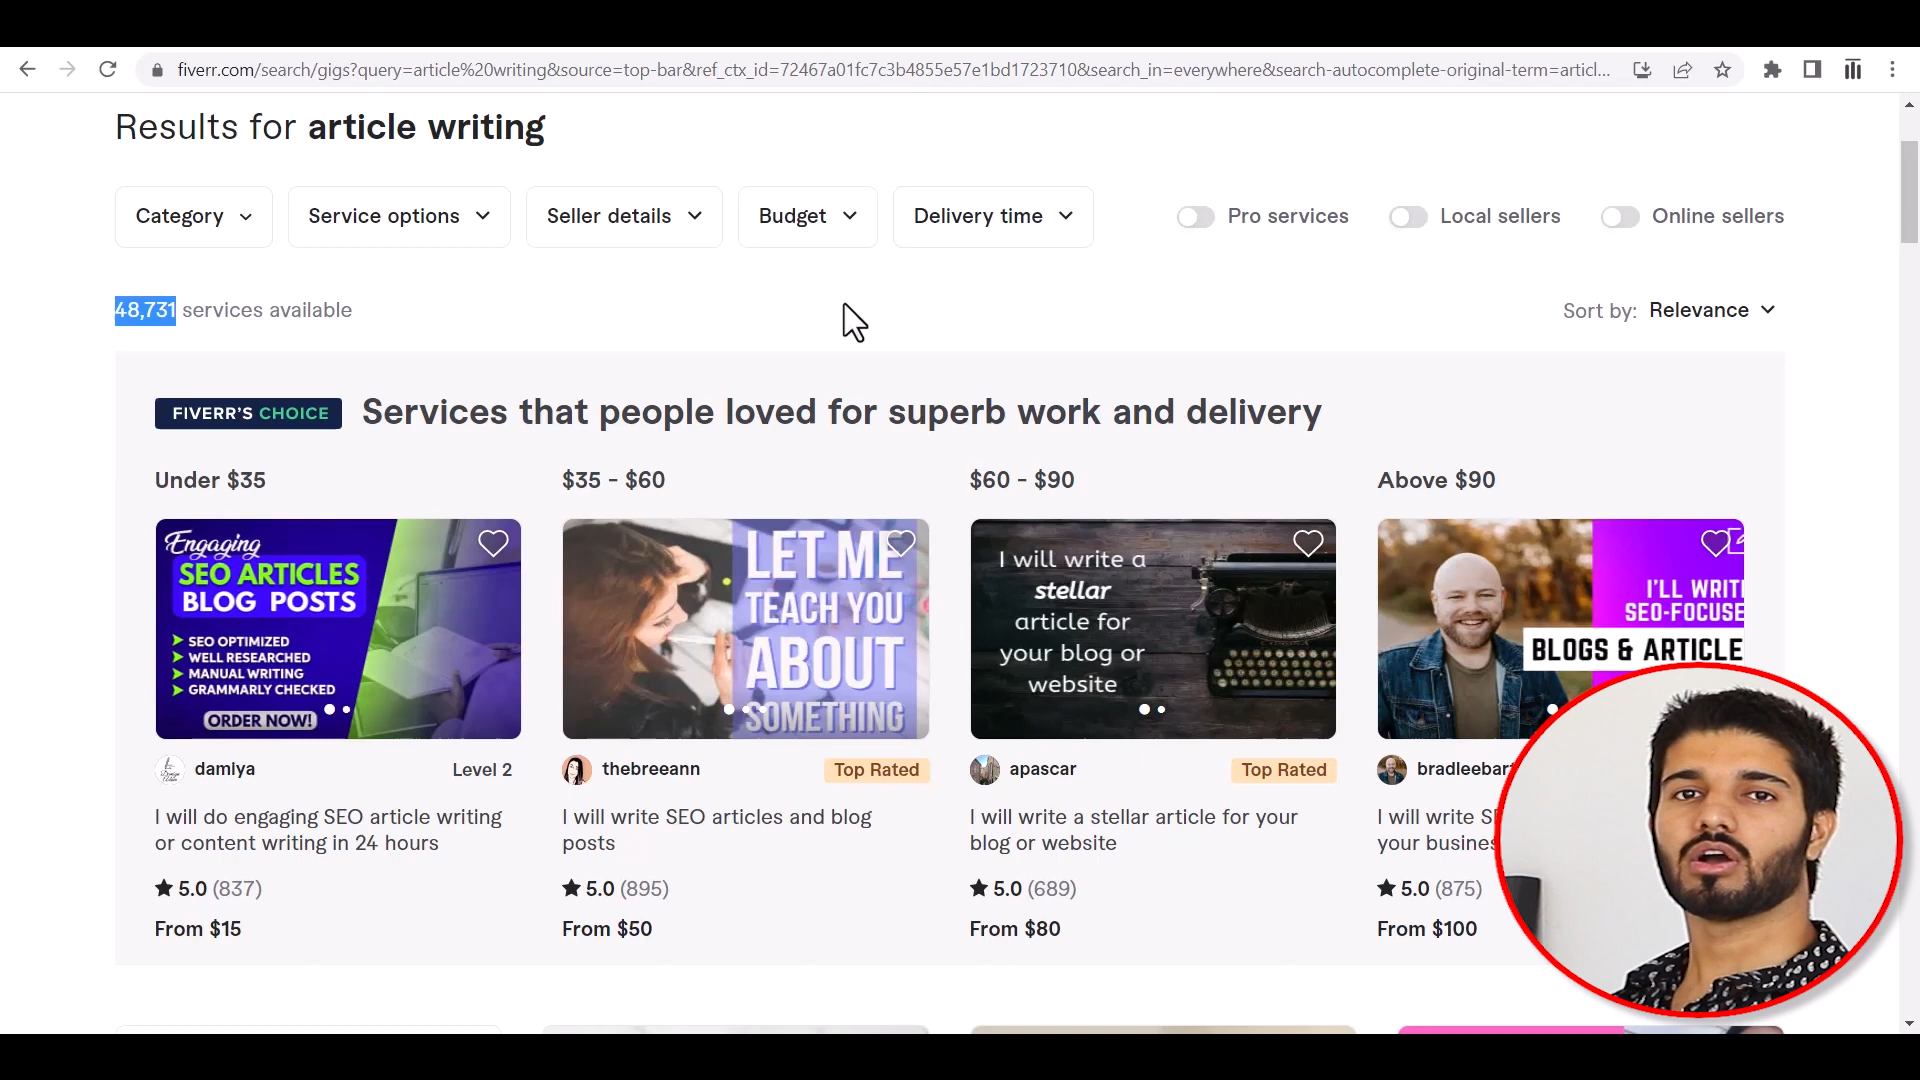 fiverr.com/search/gigs?query=article%20writing&source=top-bar&ref_ctx_id=72467a01fc7c3b4855e57e1bd1723710&search_in=everywhere&search-autocomplete-original-term=articl...
Results for article writing
Category
Service options
Seller details
Budget
Delivery time
Pro services
Local sellers
Online sellers
48,731 services available
Sort by: Relevance
FIVERR'S CHOICE
Services that people loved for superb work and delivery
Under $35
$35 - $60
$60 - $90
Above $90
Engaging
SEO ARTICLES
BLOG POSTS
SEO OPTIMIZED
WELL RESEARCHED
MANUAL WRITING
GRAMMARLY CHECKED
ORDER NOW!
LET ME
TEACH YOU
ABOUT
SOMETHING
I will write a
stellar
article for
your blog or
website
I'LL WRIT
SEO-FOCUSE
BLOGS & ARTICLE
damiya
Level 2
I will do engaging SEO article writing
or content writing in 24 hours
5.0 (837)
From $15
thebreeann
Top Rated
I will write SEO articles and blog
posts
5.0 (895)
From $50
apascar
Top Rated
I will write a stellar article for your
blog or website
5.0 (689)
From $80
bradleebar
I will write S
your busine
5.0 (875)
From $100